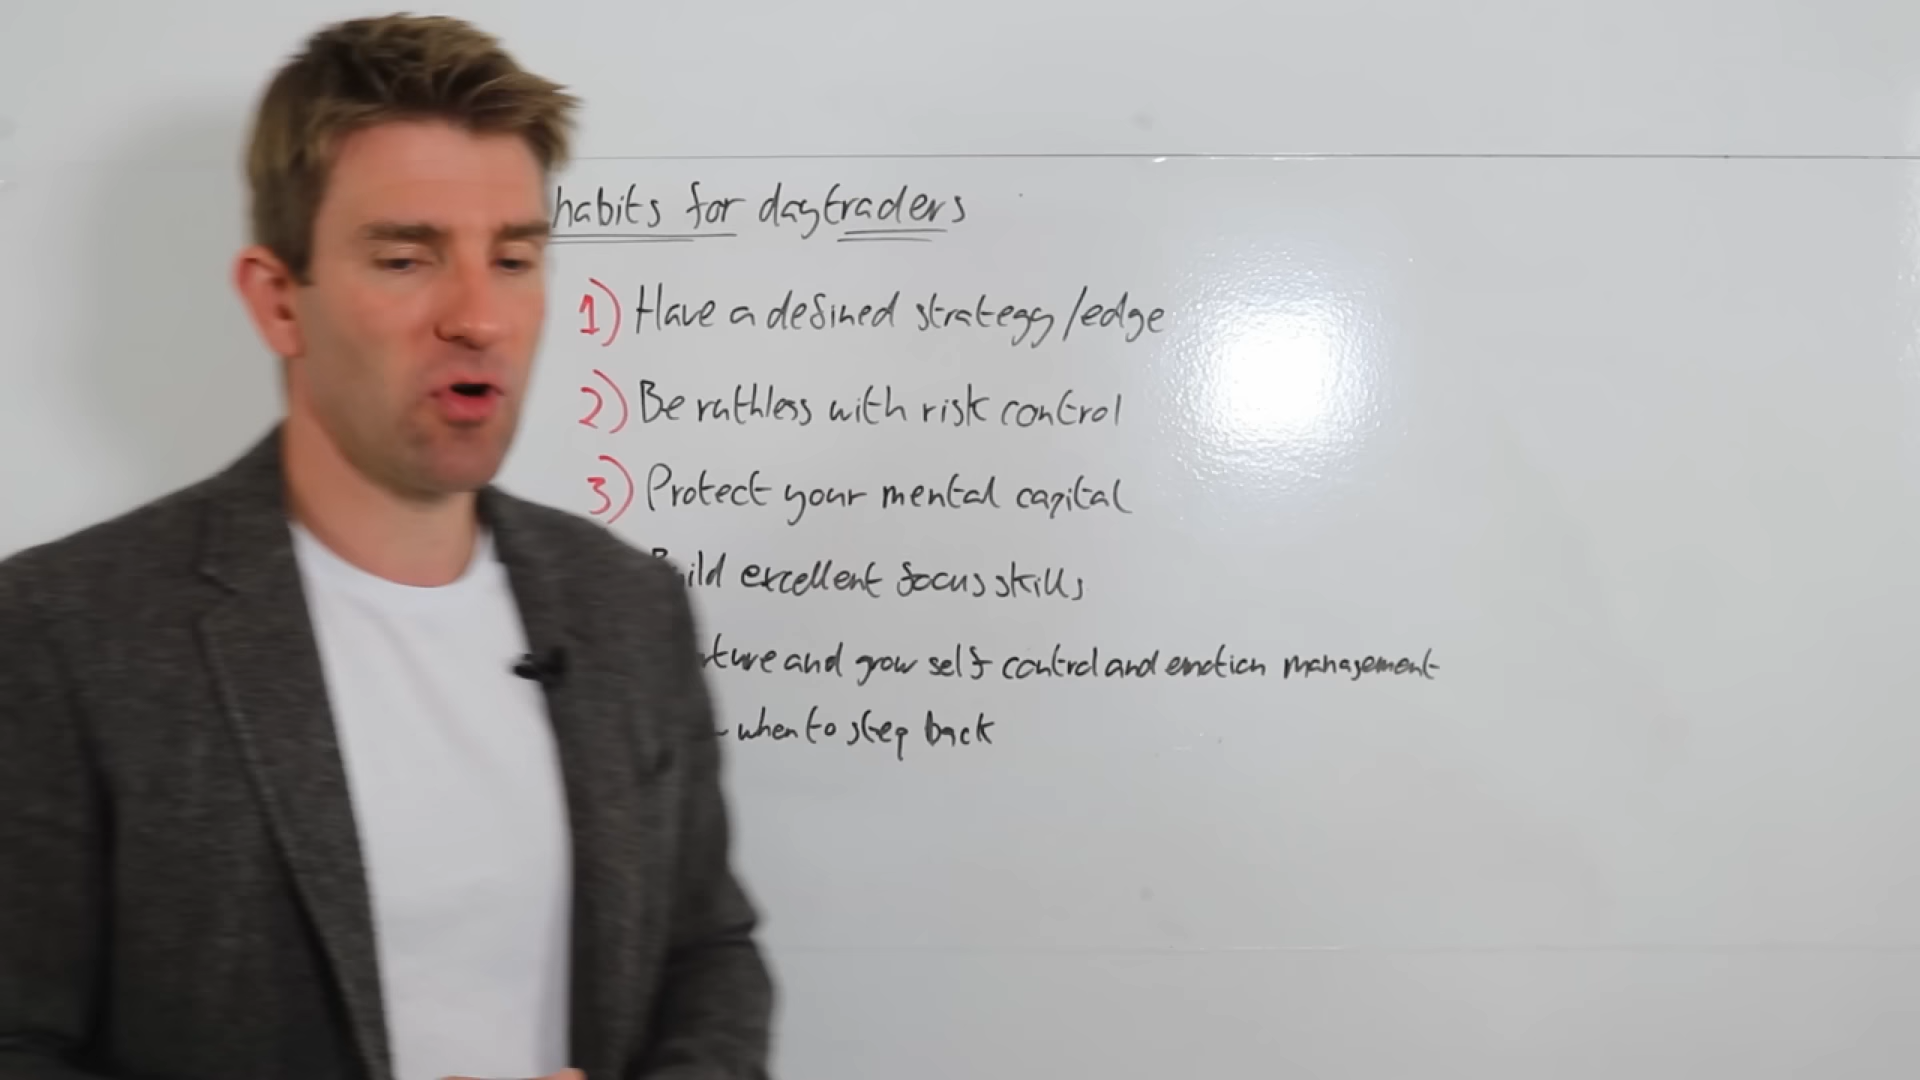 habits for daytraders
1) Have a defined strategy/edge
2) Be ruthless with risk control
3) Protect your mental capital
excellent focus skills
and grow self control and emotion management
when to step back